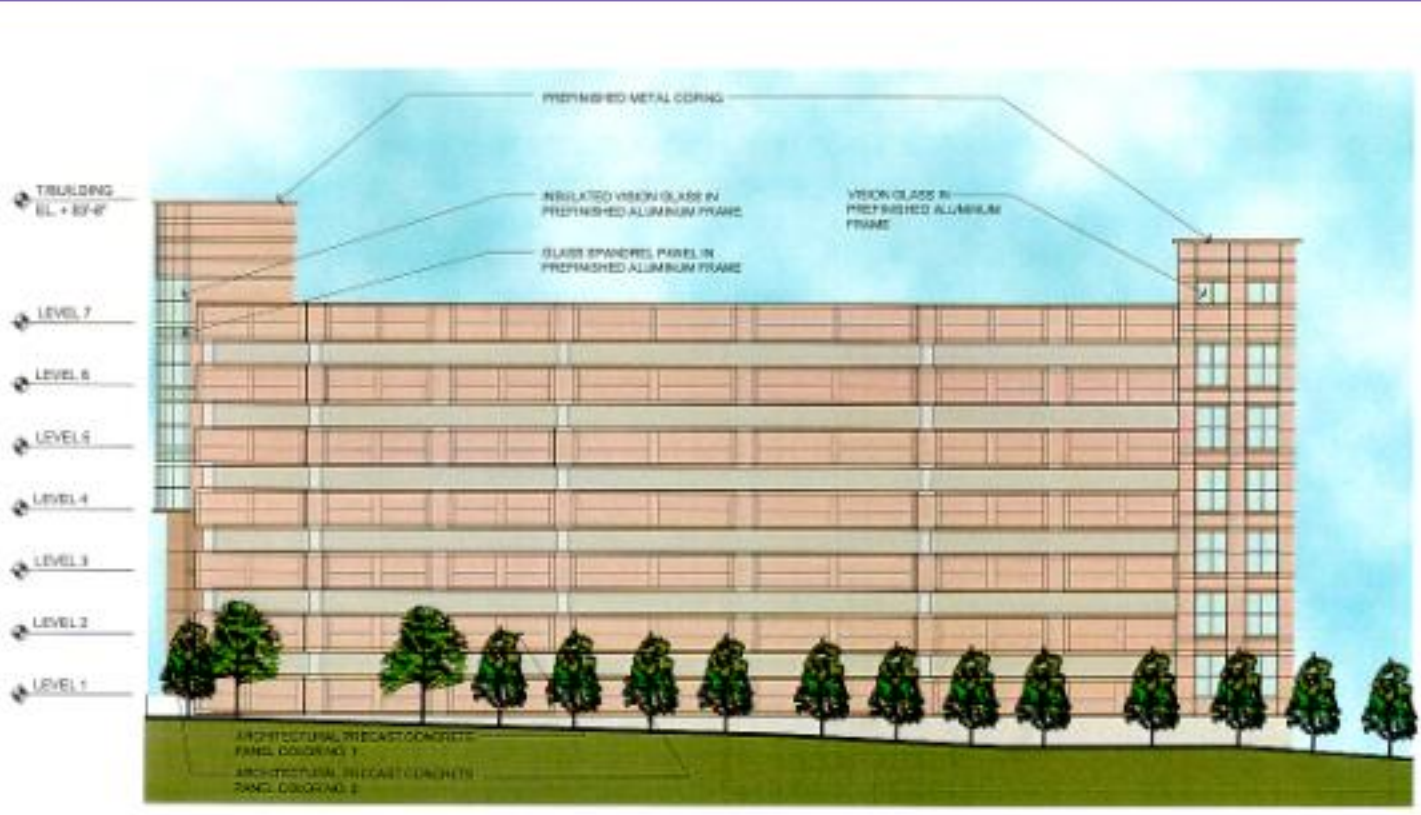 PREFINISHED METAL COPING
T/BUILDING
EL. +
INSULATED VISION GLASS IN
PREFINISHED ALUMINUM FRAME
VISION GLASS IN
PREFINISHED ALUMINUM
FRAME
GLASS SPANDREL PANEL IN
PREFINISHED ALUMINUM FRAME
LEVEL 7
LEVEL 6
LEVEL 5
LEVEL 4
LEVEL 3
LEVEL 2
LEVEL 1
ARCHITECTURAL PRECAST CONCRETE
PANEL COLOR NO. 1
ARCHITECTURAL PRECAST CONCRETE
PANEL COLOR NO. 2